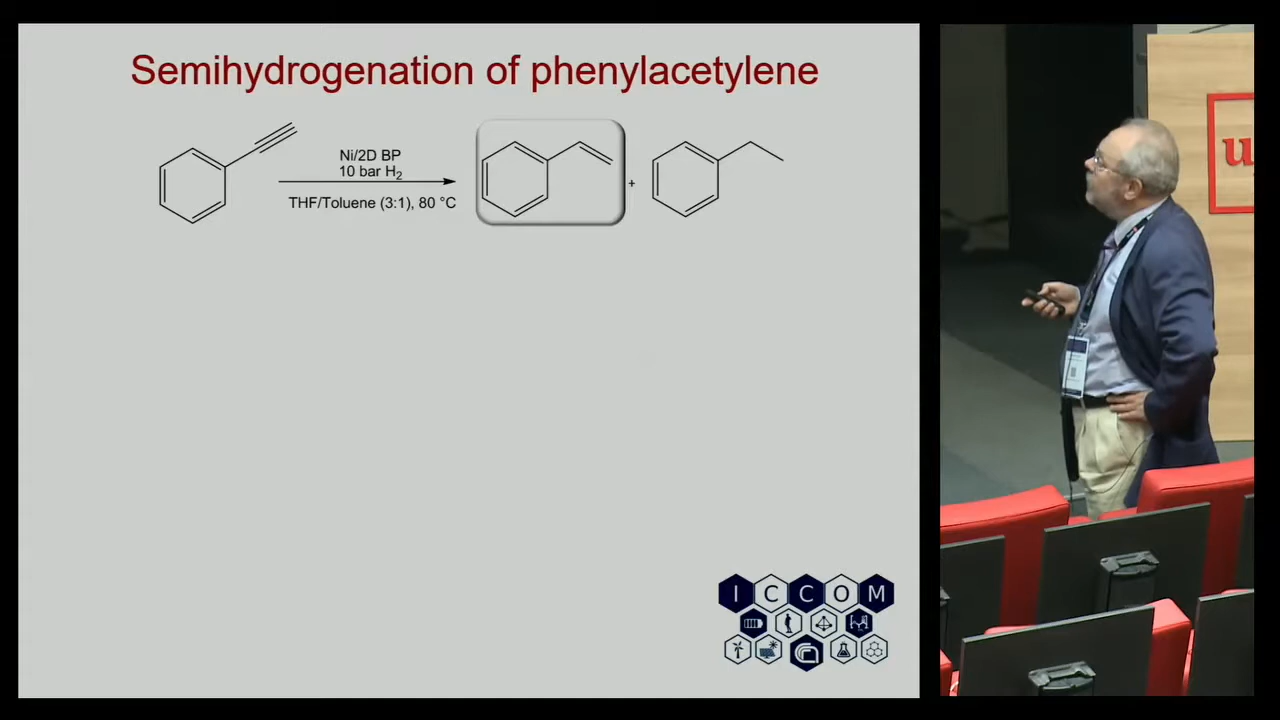 Semihydrogenation of phenylacetylene
Ni/2D BP
10 bar H₂
THF/Toluene (3:1), 80 °C
+
I C C O M